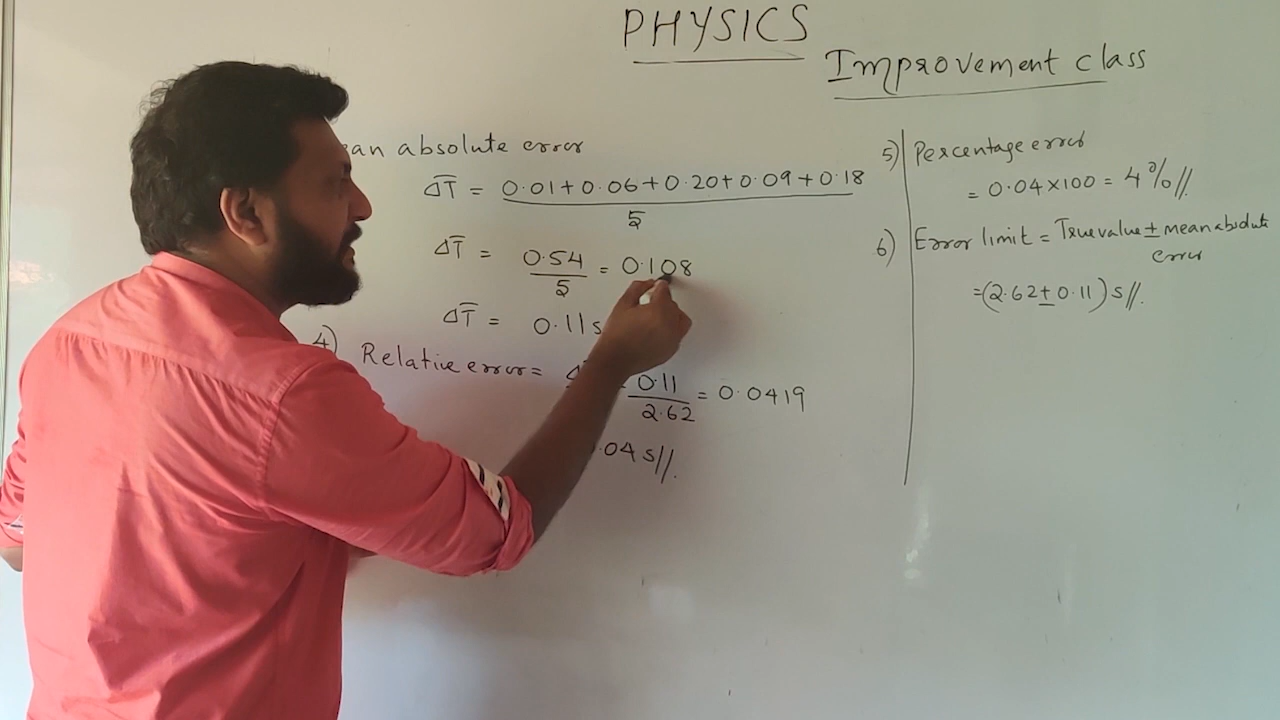 PHYSICS
Improvement class
an absolute error
ΔT̅ = 0.01+0.06+0.20+0.09+0.18
5
ΔT̅ = 0.54 = 0.108
5
ΔT̅ = 0.11s
4) Relative error = = 0.11 = 0.0419
2.62
.04 s//.
5) Percentage error
= 0.04×100 = 4%//.
6) Error limit = True value ± mean absolute
error
=(2.62±0.11) s//.